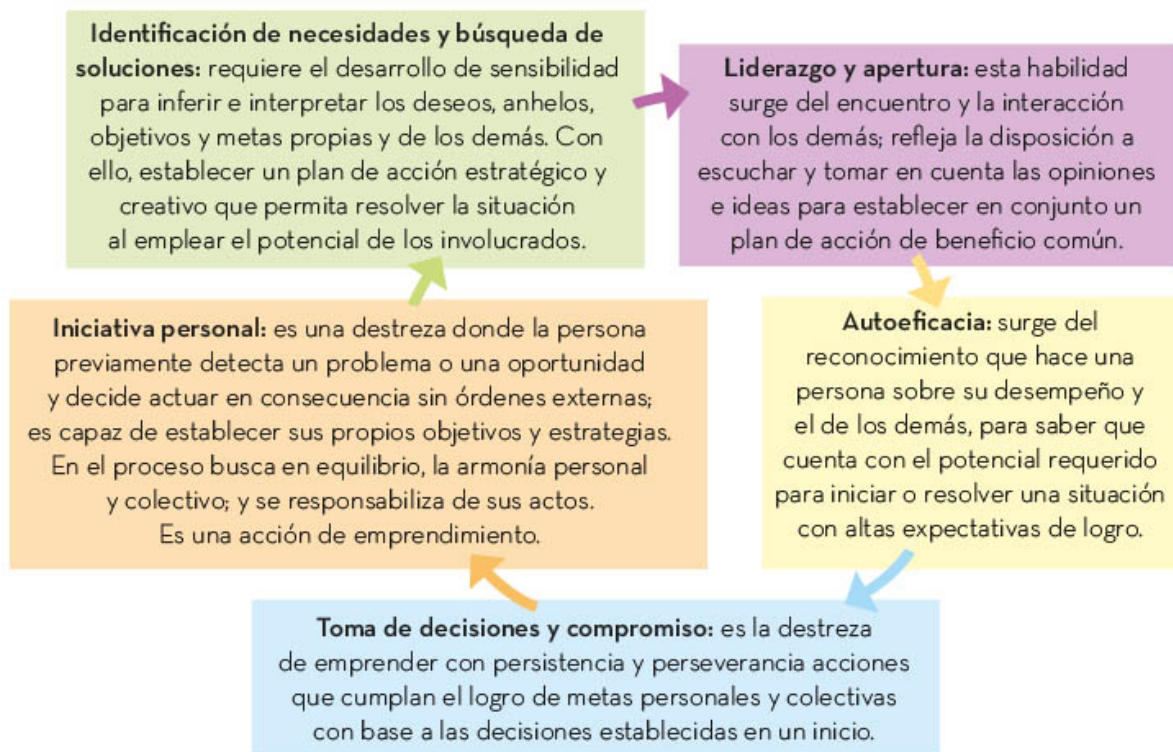 Identificación de necesidades y búsqueda de
soluciones: requiere el desarrollo de sensibilidad
para inferir e interpretar los deseos, anhelos,
objetivos y metas propias y de los demás. Con
ello, establecer un plan de acción estratégico y
creativo que permita resolver la situación
al emplear el potencial de los involucrados.
Liderazgo y apertura: esta habilidad
surge del encuentro y la interacción
con los demás; refleja la disposición a
escuchar y tomar en cuenta las opiniones
e ideas para establecer en conjunto un
plan de acción de beneficio común.
Autoeficacia: surge del
reconocimiento que hace una
persona sobre su desempeño y
el de los demás, para saber que
cuenta con el potencial requerido
para iniciar o resolver una situación
con altas expectativas de logro.
Toma de decisiones y compromiso: es la destreza
de emprender con persistencia y perseverancia acciones
que cumplan el logro de metas personales y colectivas
con base a las decisiones establecidas en un inicio.
Iniciativa personal: es una destreza donde la persona
previamente detecta un problema o una oportunidad
y decide actuar en consecuencia sin órdenes externas;
es capaz de establecer sus propios objetivos y estrategias.
En el proceso busca en equilibrio, la armonía personal
y colectivo; y se responsabiliza de sus actos.
Es una acción de emprendimiento.